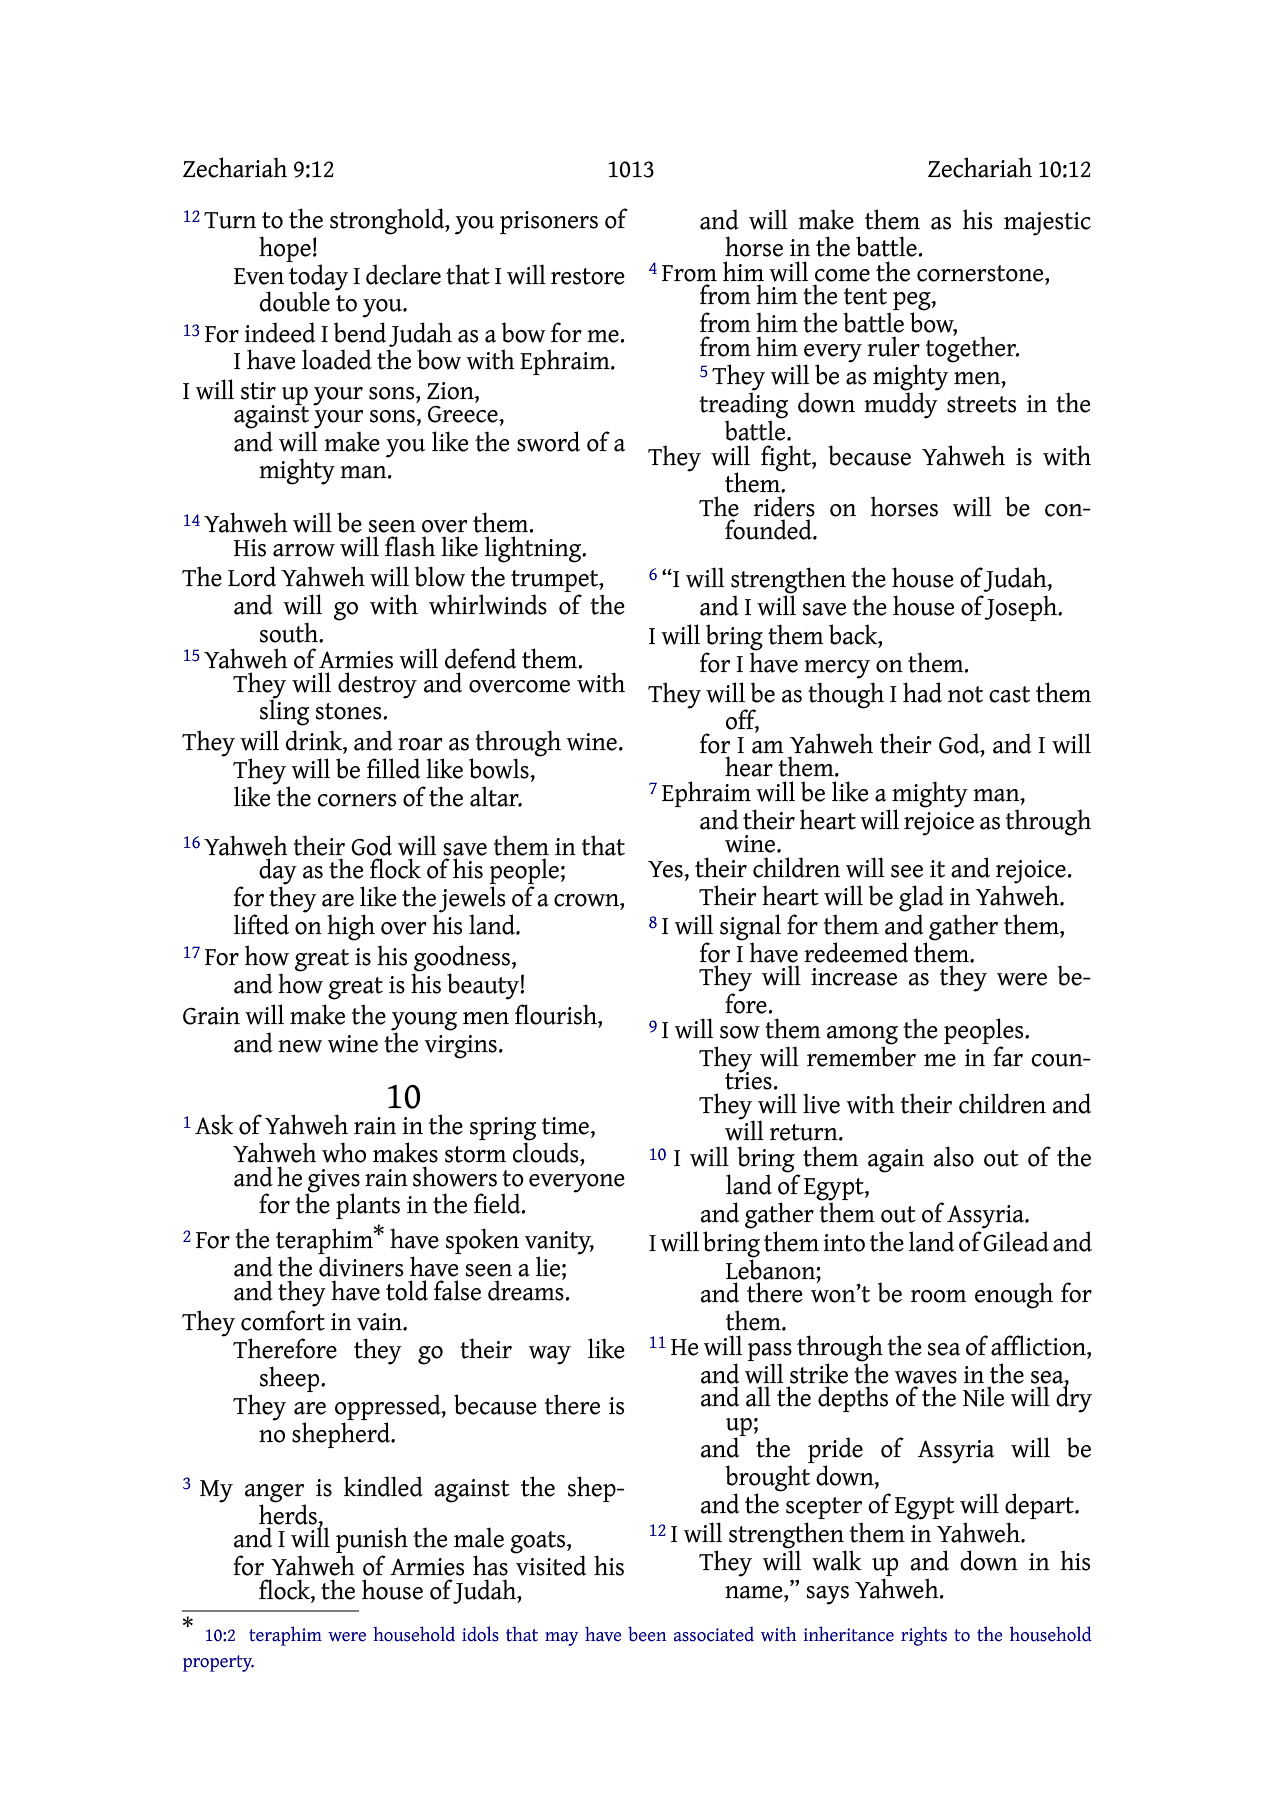 Zechariah 9:12 1013 Zechariah 10:12
12 Turn to the stronghold, you prisoners of
hope!
Even today I declare that I will restore
double to you.
13 For indeed I bend Judah as a bow for me.
I have loaded the bow with Ephraim.
I will stir up your sons, Zion,
against your sons, Greece,
and will make you like the sword of a
mighty man.
14 Yahweh will be seen over them.
His arrow will flash like lightning.
The Lord Yahweh will blow the trumpet,
and will go with whirlwinds of the
south.
15 Yahweh of Armies will defend them.
They will destroy and overcome with
sling stones.
They will drink, and roar as through wine.
They will be filled like bowls,
like the corners of the altar.
16 Yahweh their God will save them in that
day as the flock of his people;
for they are like the jewels of a crown,
lifted on high over his land.
17 For how great is his goodness,
and how great is his beauty!
Grain will make the young men flourish,
and new wine the virgins.
10
1 Ask of Yahweh rain in the spring time,
Yahweh who makes storm clouds,
and he gives rain showers to everyone
for the plants in the field.
2 For the teraphim* have spoken vanity,
and the diviners have seen a lie;
and they have told false dreams.
They comfort in vain.
Therefore they go their way like
sheep.
They are oppressed, because there is
no shepherd.
3 My anger is kindled against the shep-
herds,
and I will punish the male goats,
for Yahweh of Armies has visited his
flock, the house of Judah,
and will make them as his majestic
horse in the battle.
4 From him will come the cornerstone,
from him the tent peg,
from him the battle bow,
from him every ruler together.
5 They will be as mighty men,
treading down muddy streets in the
battle.
They will fight, because Yahweh is with
them.
The riders on horses will be con-
founded.
6 “I will strengthen the house of Judah,
and I will save the house of Joseph.
I will bring them back,
for I have mercy on them.
They will be as though I had not cast them
off,
for I am Yahweh their God, and I will
hear them.
7 Ephraim will be like a mighty man,
and their heart will rejoice as through
wine.
Yes, their children will see it and rejoice.
Their heart will be glad in Yahweh.
8 I will signal for them and gather them,
for I have redeemed them.
They will increase as they were be-
fore.
9 I will sow them among the peoples.
They will remember me in far coun-
tries.
They will live with their children and
will return.
10 I will bring them again also out of the
land of Egypt,
and gather them out of Assyria.
I will bring them into the land of Gilead and
Lebanon;
and there won’t be room enough for
them.
11 He will pass through the sea of affliction,
and will strike the waves in the sea,
and all the depths of the Nile will dry
up;
and the pride of Assyria will be
brought down,
and the scepter of Egypt will depart.
12 I will strengthen them in Yahweh.
They will walk up and down in his
name,” says Yahweh.
* 10:2 teraphim were household idols that may have been associated with inheritance rights to the household
property.